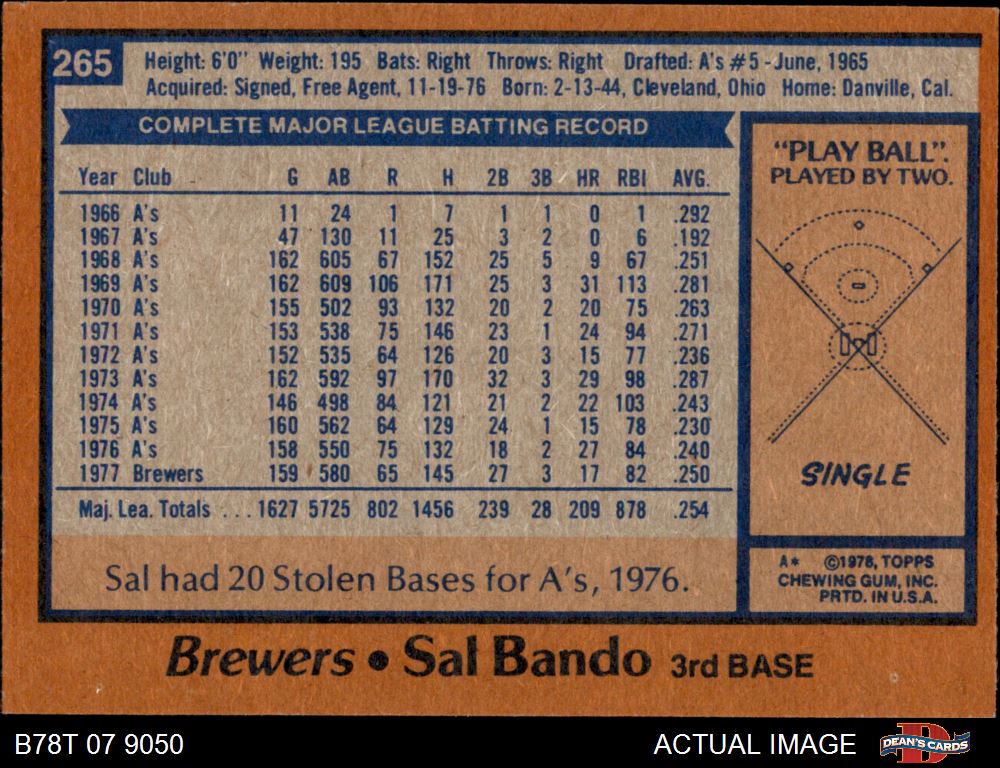 265
Height: 6'0" Weight: 195 Bats: Right Throws: Right Drafted: A's #5 - June, 1965
Acquired: Signed, Free Agent, 11-19-76 Born: 2-13-44, Cleveland, Ohio Home: Danville, Cal.
COMPLETE MAJOR LEAGUE BATTING RECORD
Year Club G AB R H 2B 3B HR RBI AVG.
1966 A's 11 24 1 7 1 1 0 1 .292
1967 A's 47 130 11 25 3 2 0 6 .192
1968 A's 162 605 67 152 25 5 9 67 .251
1969 A's 162 609 106 171 25 3 31 113 .281
1970 A's 155 502 93 132 20 2 20 75 .263
1971 A's 153 538 75 146 23 1 24 94 .271
1972 A's 152 535 64 126 20 3 15 77 .236
1973 A's 162 592 97 170 32 3 29 98 .287
1974 A's 146 498 84 121 21 2 22 103 .243
1975 A's 160 562 64 129 24 1 15 78 .230
1976 A's 158 550 75 132 18 2 27 84 .240
1977 Brewers 159 580 65 145 27 3 17 82 .250
Maj. Lea. Totals ... 1627 5725 802 1456 239 28 209 878 .254
Sal had 20 Stolen Bases for A's, 1976.
"PLAY BALL".
PLAYED BY TWO.
SINGLE
A* ©1978, TOPPS
CHEWING GUM, INC.
PRTD. IN U.S.A.
Brewers • Sal Bando 3rd BASE
B78T 07 9050
ACTUAL IMAGE
D
DEAN'S CARDS